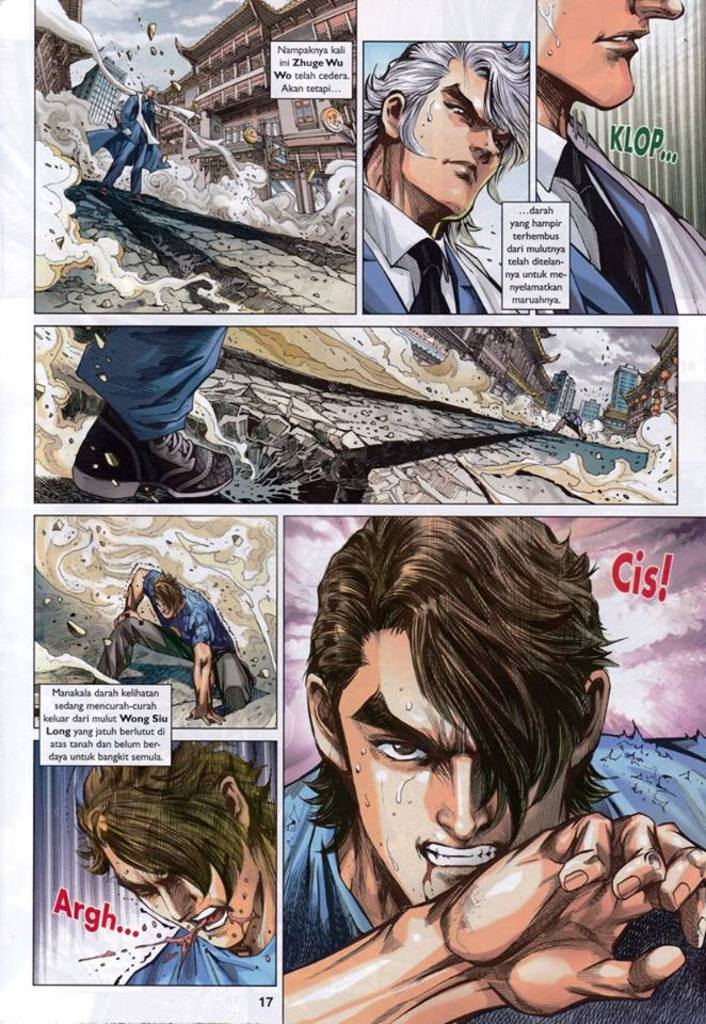 Nampaknya kali
ini Zhuge Wu
Wo telah cedera.
Akan tetapi...
KLOP...
...darah
yang hampir
terhembus
dari mulutnya
telah ditelan-
nya untuk me-
nyelamatkan
maruahnya.
Manakala darah kelihatan
sedang mencurah-curah
keluar dari mulut Wong Siu
Long yang jatuh berlutut di
atas tanah dan belum ber-
daya untuk bangkit semula.
Cis!
Argh...
17